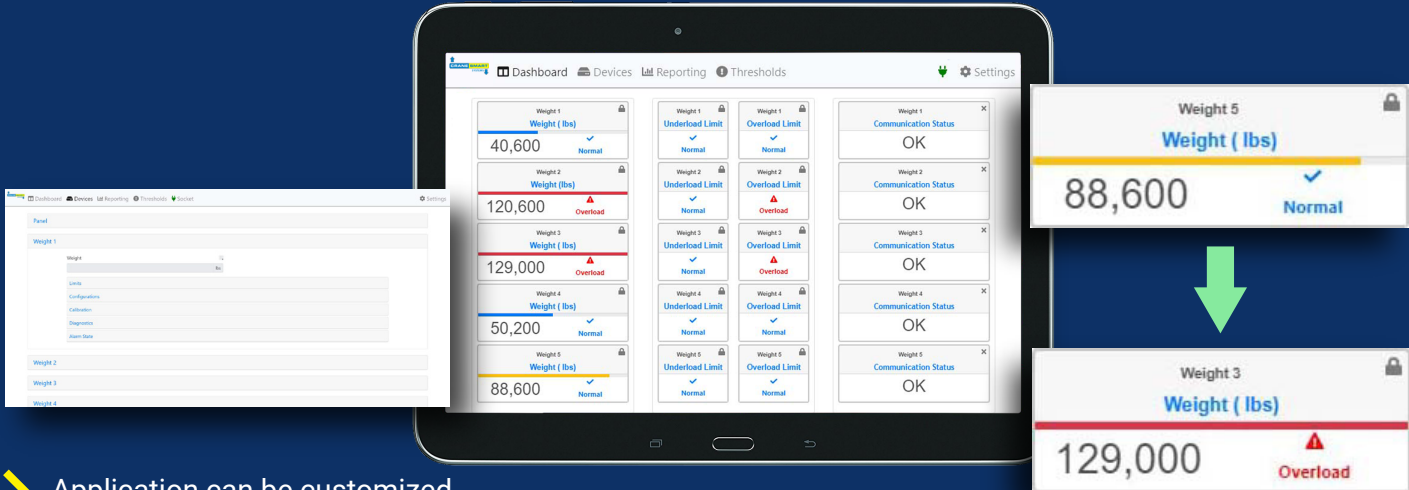 Dashboard Devices Reporting Thresholds Socket Settings
Panel
Weight 1
Weight
lbs
Limits
Configurations
Calibration
Diagnostics
Alarm State
Weight 2
Weight 3
Weight 4
CRANE SMART
Dashboard Devices Reporting Thresholds Settings
Weight 1 Weight 1 Weight 1 Weight 1
Weight ( lbs) Underload Limit Overload Limit Communication Status
40,600 Normal Normal Normal OK
Weight 2 Weight 2 Weight 2 Weight 2
Weight (lbs) Underload Limit Overload Limit Communication Status
120,600 Overload Normal Overload OK
Weight 3 Weight 3 Weight 3 Weight 3
Weight ( lbs) Underload Limit Overload Limit Communication Status
129,000 Overload Normal Overload OK
Weight 4 Weight 4 Weight 4 Weight 4
Weight ( lbs) Underload Limit Overload Limit Communication Status
50,200 Normal Normal Normal OK
Weight 5 Weight 5 Weight 5 Weight 5
Weight ( lbs) Underload Limit Overload Limit Communication Status
88,600 Normal Normal Normal OK
Weight 5
Weight ( lbs)
88,600 Normal
Weight 3
Weight ( lbs)
129,000 Overload
Application can be customized